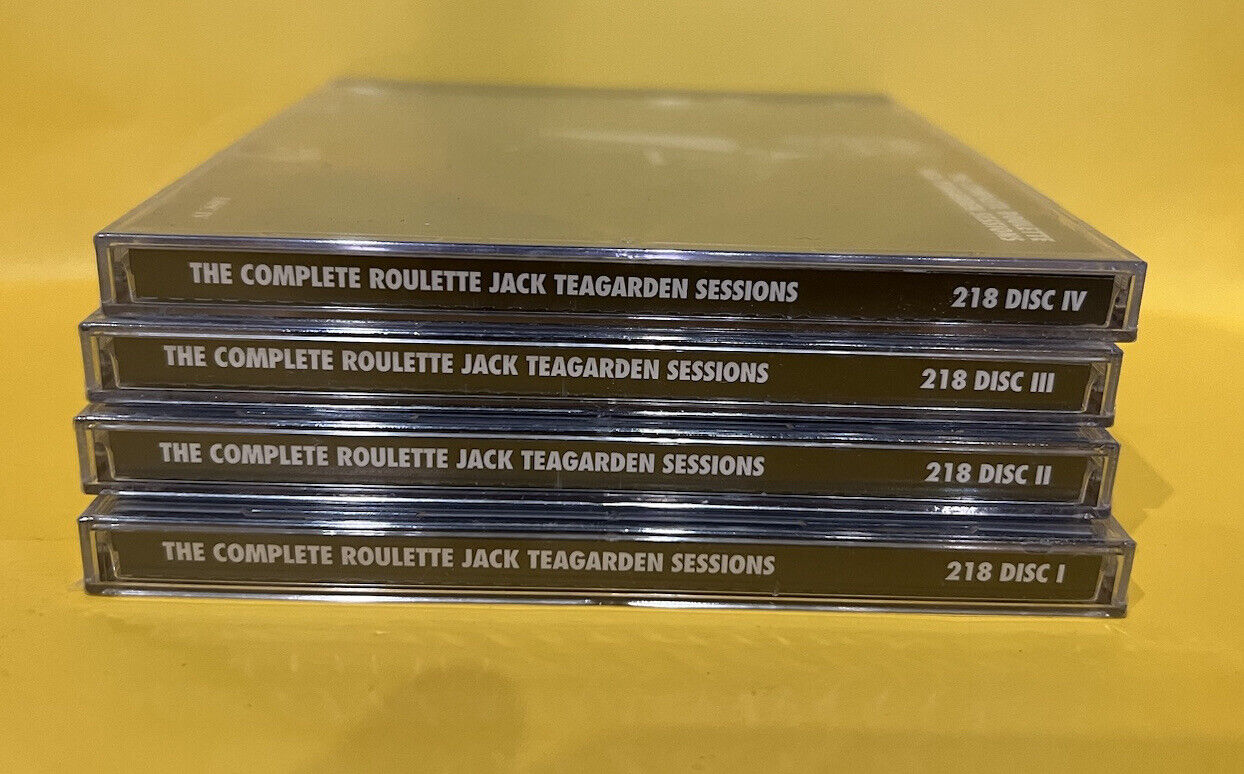 THE COMPLETE ROULETTE JACK TEAGARDEN SESSIONS 218 DISC IV
THE COMPLETE ROULETTE JACK TEAGARDEN SESSIONS 218 DISC III
THE COMPLETE ROULETTE JACK TEAGARDEN SESSIONS 218 DISC II
THE COMPLETE ROULETTE JACK TEAGARDEN SESSIONS 218 DISC I